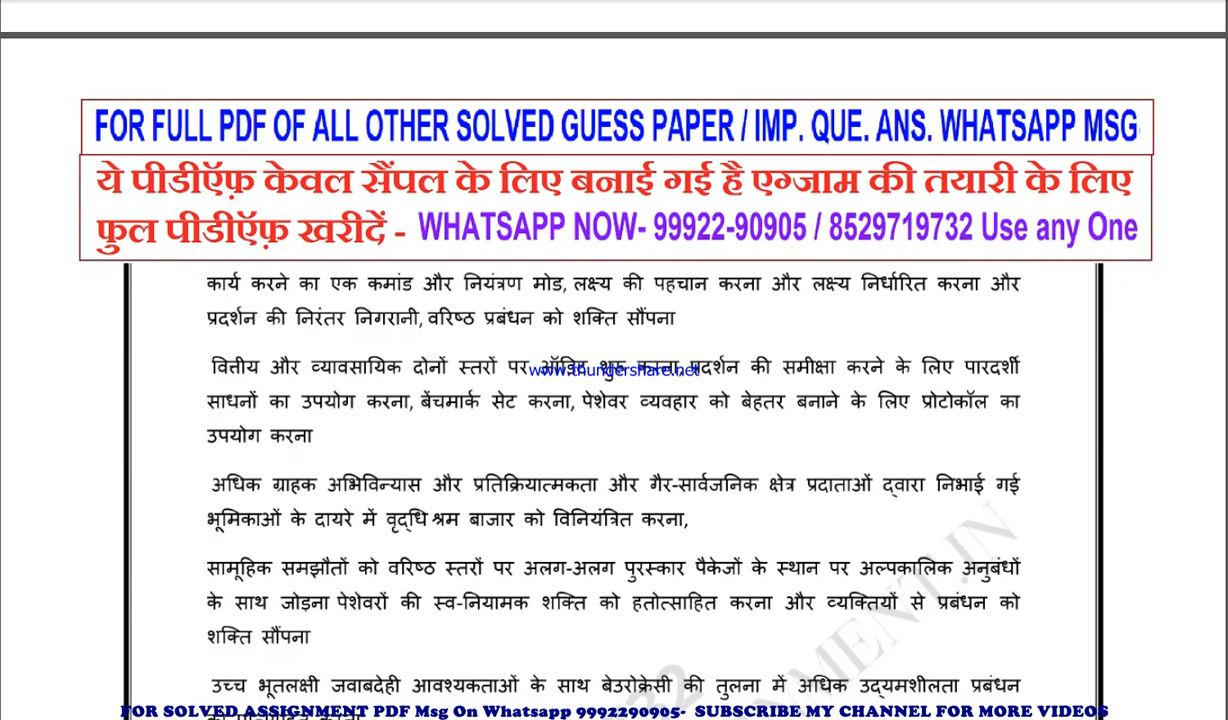 FOR FULL PDF OF ALL OTHER SOLVED GUESS PAPER / IMP. QUE. ANS. WHATSAPP MSG
ये पीडीऍफ़ केवल सैंपल के लिए बनाई गई है एग्जाम की तयारी के लिए
फुल पीडीऍफ़ खरीदें - WHATSAPP NOW- 99922-90905 / 8529719732 Use any One
कार्य करने का एक कमांड और नियंत्रण मोड, लक्ष्य की पहचान करना और लक्ष्य निर्धारित करना और
प्रदर्शन की निरंतर निगरानी, वरिष्ठ प्रबंधन को शक्ति सौंपना
वित्तीय और व्यावसायिक दोनों स्तरों पर ऑडिट शुरू करना, प्रदर्शन की समीक्षा करने के लिए पारदर्शी
www.thundershare.net
साधनों का उपयोग करना, बेंचमार्क सेट करना, पेशेवर व्यवहार को बेहतर बनाने के लिए प्रोटोकॉल का
उपयोग करना
अधिक ग्राहक अभिविन्यास और प्रतिक्रियात्मकता और गैर-सार्वजनिक क्षेत्र प्रदाताओं द्वारा निभाई गई
भूमिकाओं के दायरे में वृद्धि श्रम बाजार को विनियंत्रित करना,
सामूहिक समझौतों को वरिष्ठ स्तरों पर अलग-अलग पुरस्कार पैकेजों के स्थान पर अल्पकालिक अनुबंधों
के साथ जोड़ना पेशेवरों की स्व-नियामक शक्ति को हतोत्साहित करना और व्यक्तियों से प्रबंधन को
शक्ति सौंपना
उच्च भूतलक्षी जवाबदेही आवश्यकताओं के साथ बेउरोक्रेसी की तुलना में अधिक उद्यमशीलता प्रबंधन
FOR SOLVED ASSIGNMENT PDF Msg On Whatsapp 9992290905- SUBSCRIBE MY CHANNEL FOR MORE VIDEOS